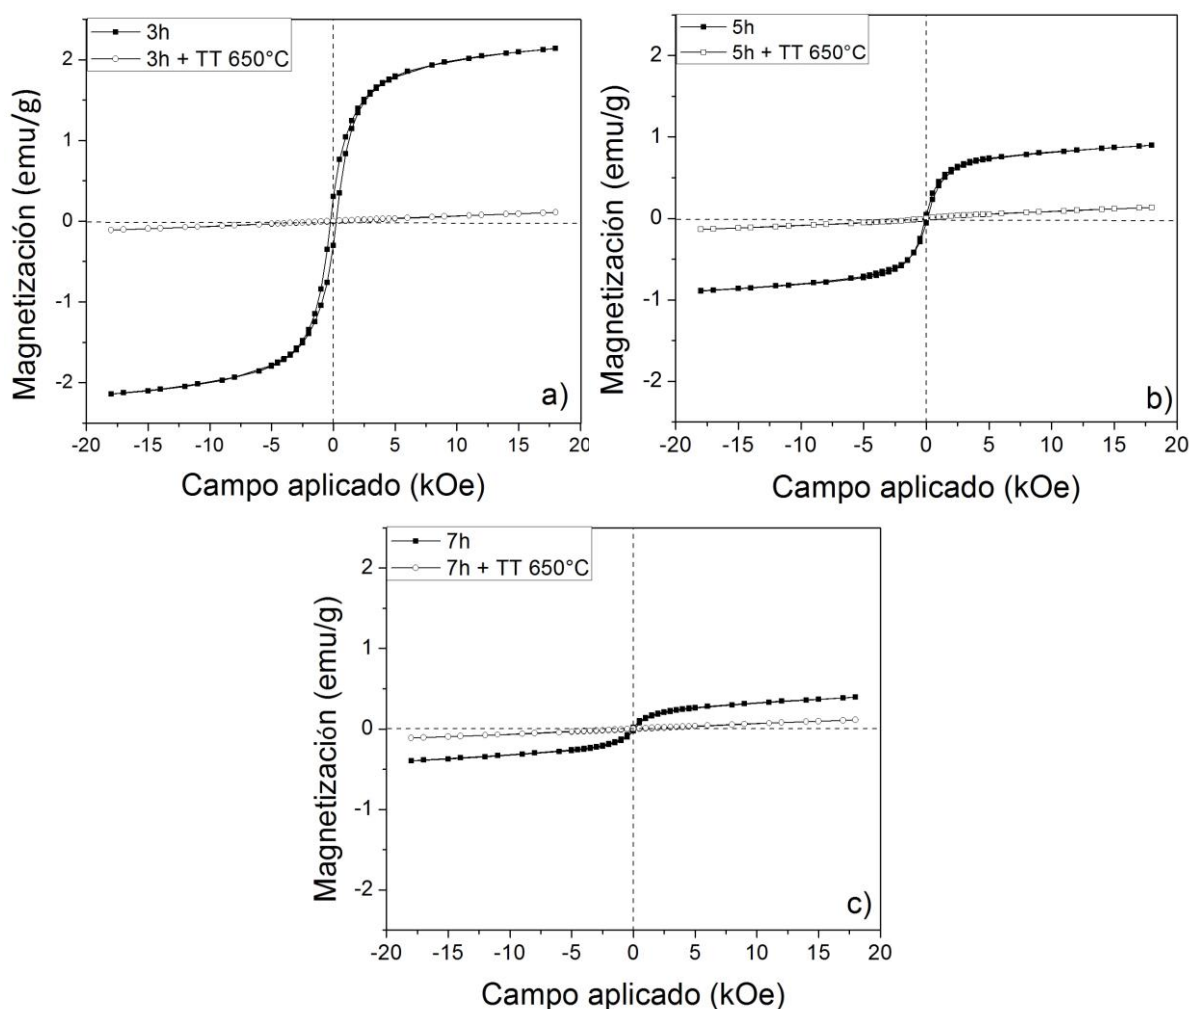 3h
3h + TT 650°C
2
1
0
-1
-2
Magnetización (emu/g)
a)
-20 -15 -10 -5 0 5 10 15 20
Campo aplicado (kOe)
5h
5h + TT 650°C
2
1
0
-1
-2
Magnetización (emu/g)
b)
-20 -15 -10 -5 0 5 10 15 20
Campo aplicado (kOe)
7h
7h + TT 650°C
2
1
0
-1
-2
Magnetización (emu/g)
c)
-20 -15 -10 -5 0 5 10 15 20
Campo aplicado (kOe)